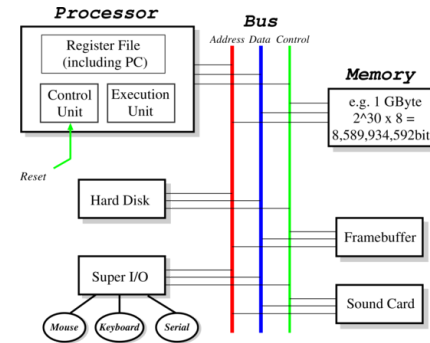 Processor
Bus
Address Data Control
Register File
(including PC)
Control
Unit
Execution
Unit
Reset
Memory
e.g. 1 GByte
2^30 x 8 =
8,589,934,592bit
Hard Disk
Framebuffer
Super I/O
Sound Card
Mouse
Keyboard
Serial